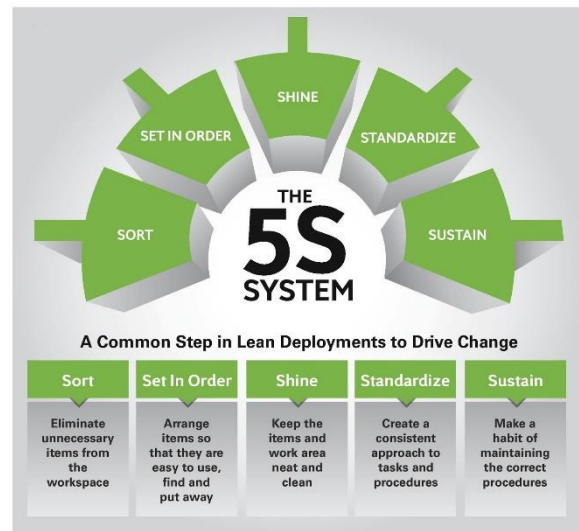 SORT
SET IN ORDER
SHINE
STANDARDIZE
SUSTAIN
THE
5S
SYSTEM
A Common Step in Lean Deployments to Drive Change
Sort
Eliminate
unnecessary
items from
the
workspace
Set In Order
Arrange
items so
that they are
easy to use,
find and
put away
Shine
Keep the
items and
work area
neat and
clean
Standardize
Create a
consistent
approach to
tasks and
procedures
Sustain
Make a
habit of
maintaining
the correct
procedures